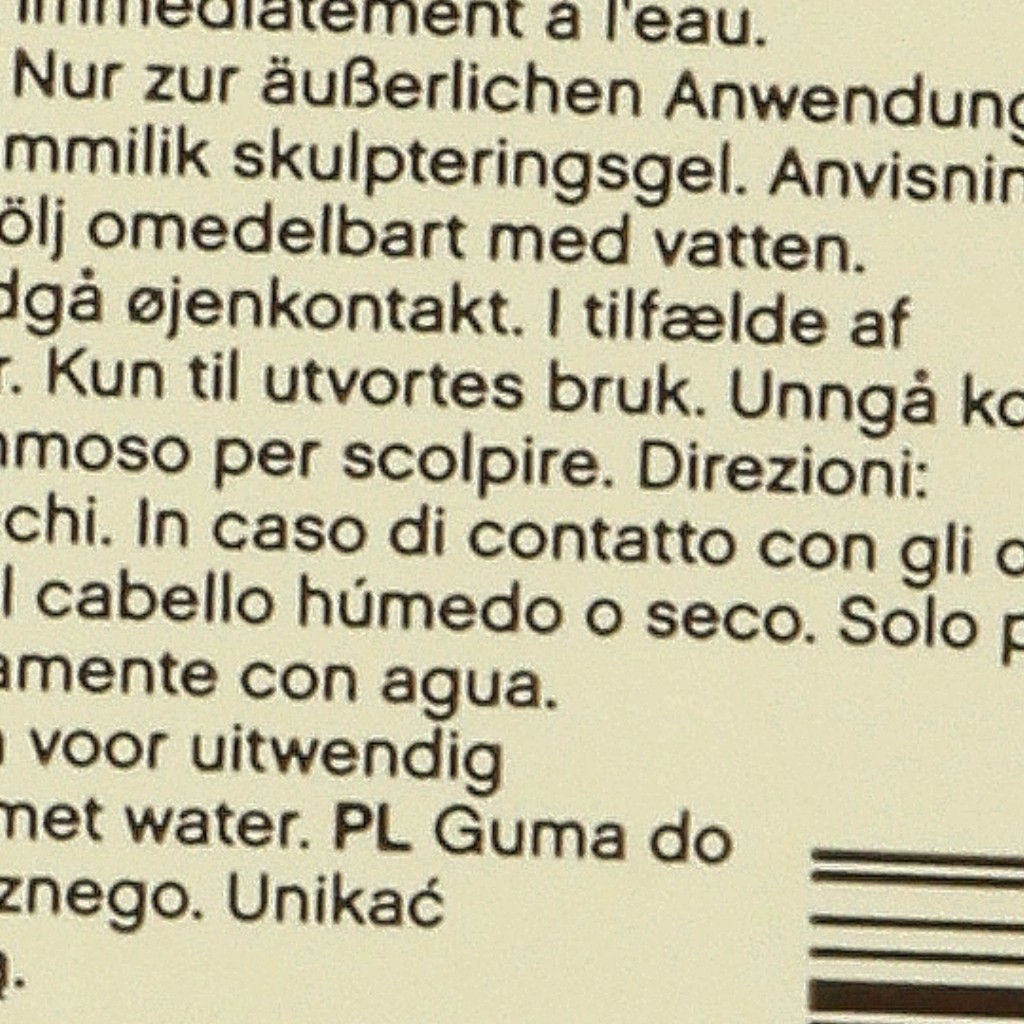 immédiatement à l'eau.
Nur zur äußerlichen Anwendung
mmilik skulpteringsgel. Anvisnin
ölj omedelbart med vatten.
dgå øjenkontakt. I tilfælde af
r. Kun til utvortes bruk. Unngå ko
moso per scolpire. Direzioni:
chi. In caso di contatto con gli o
l cabello húmedo o seco. Solo p
amente con agua.
voor uitwendig
met water. PL Guma do
znego. Unikać